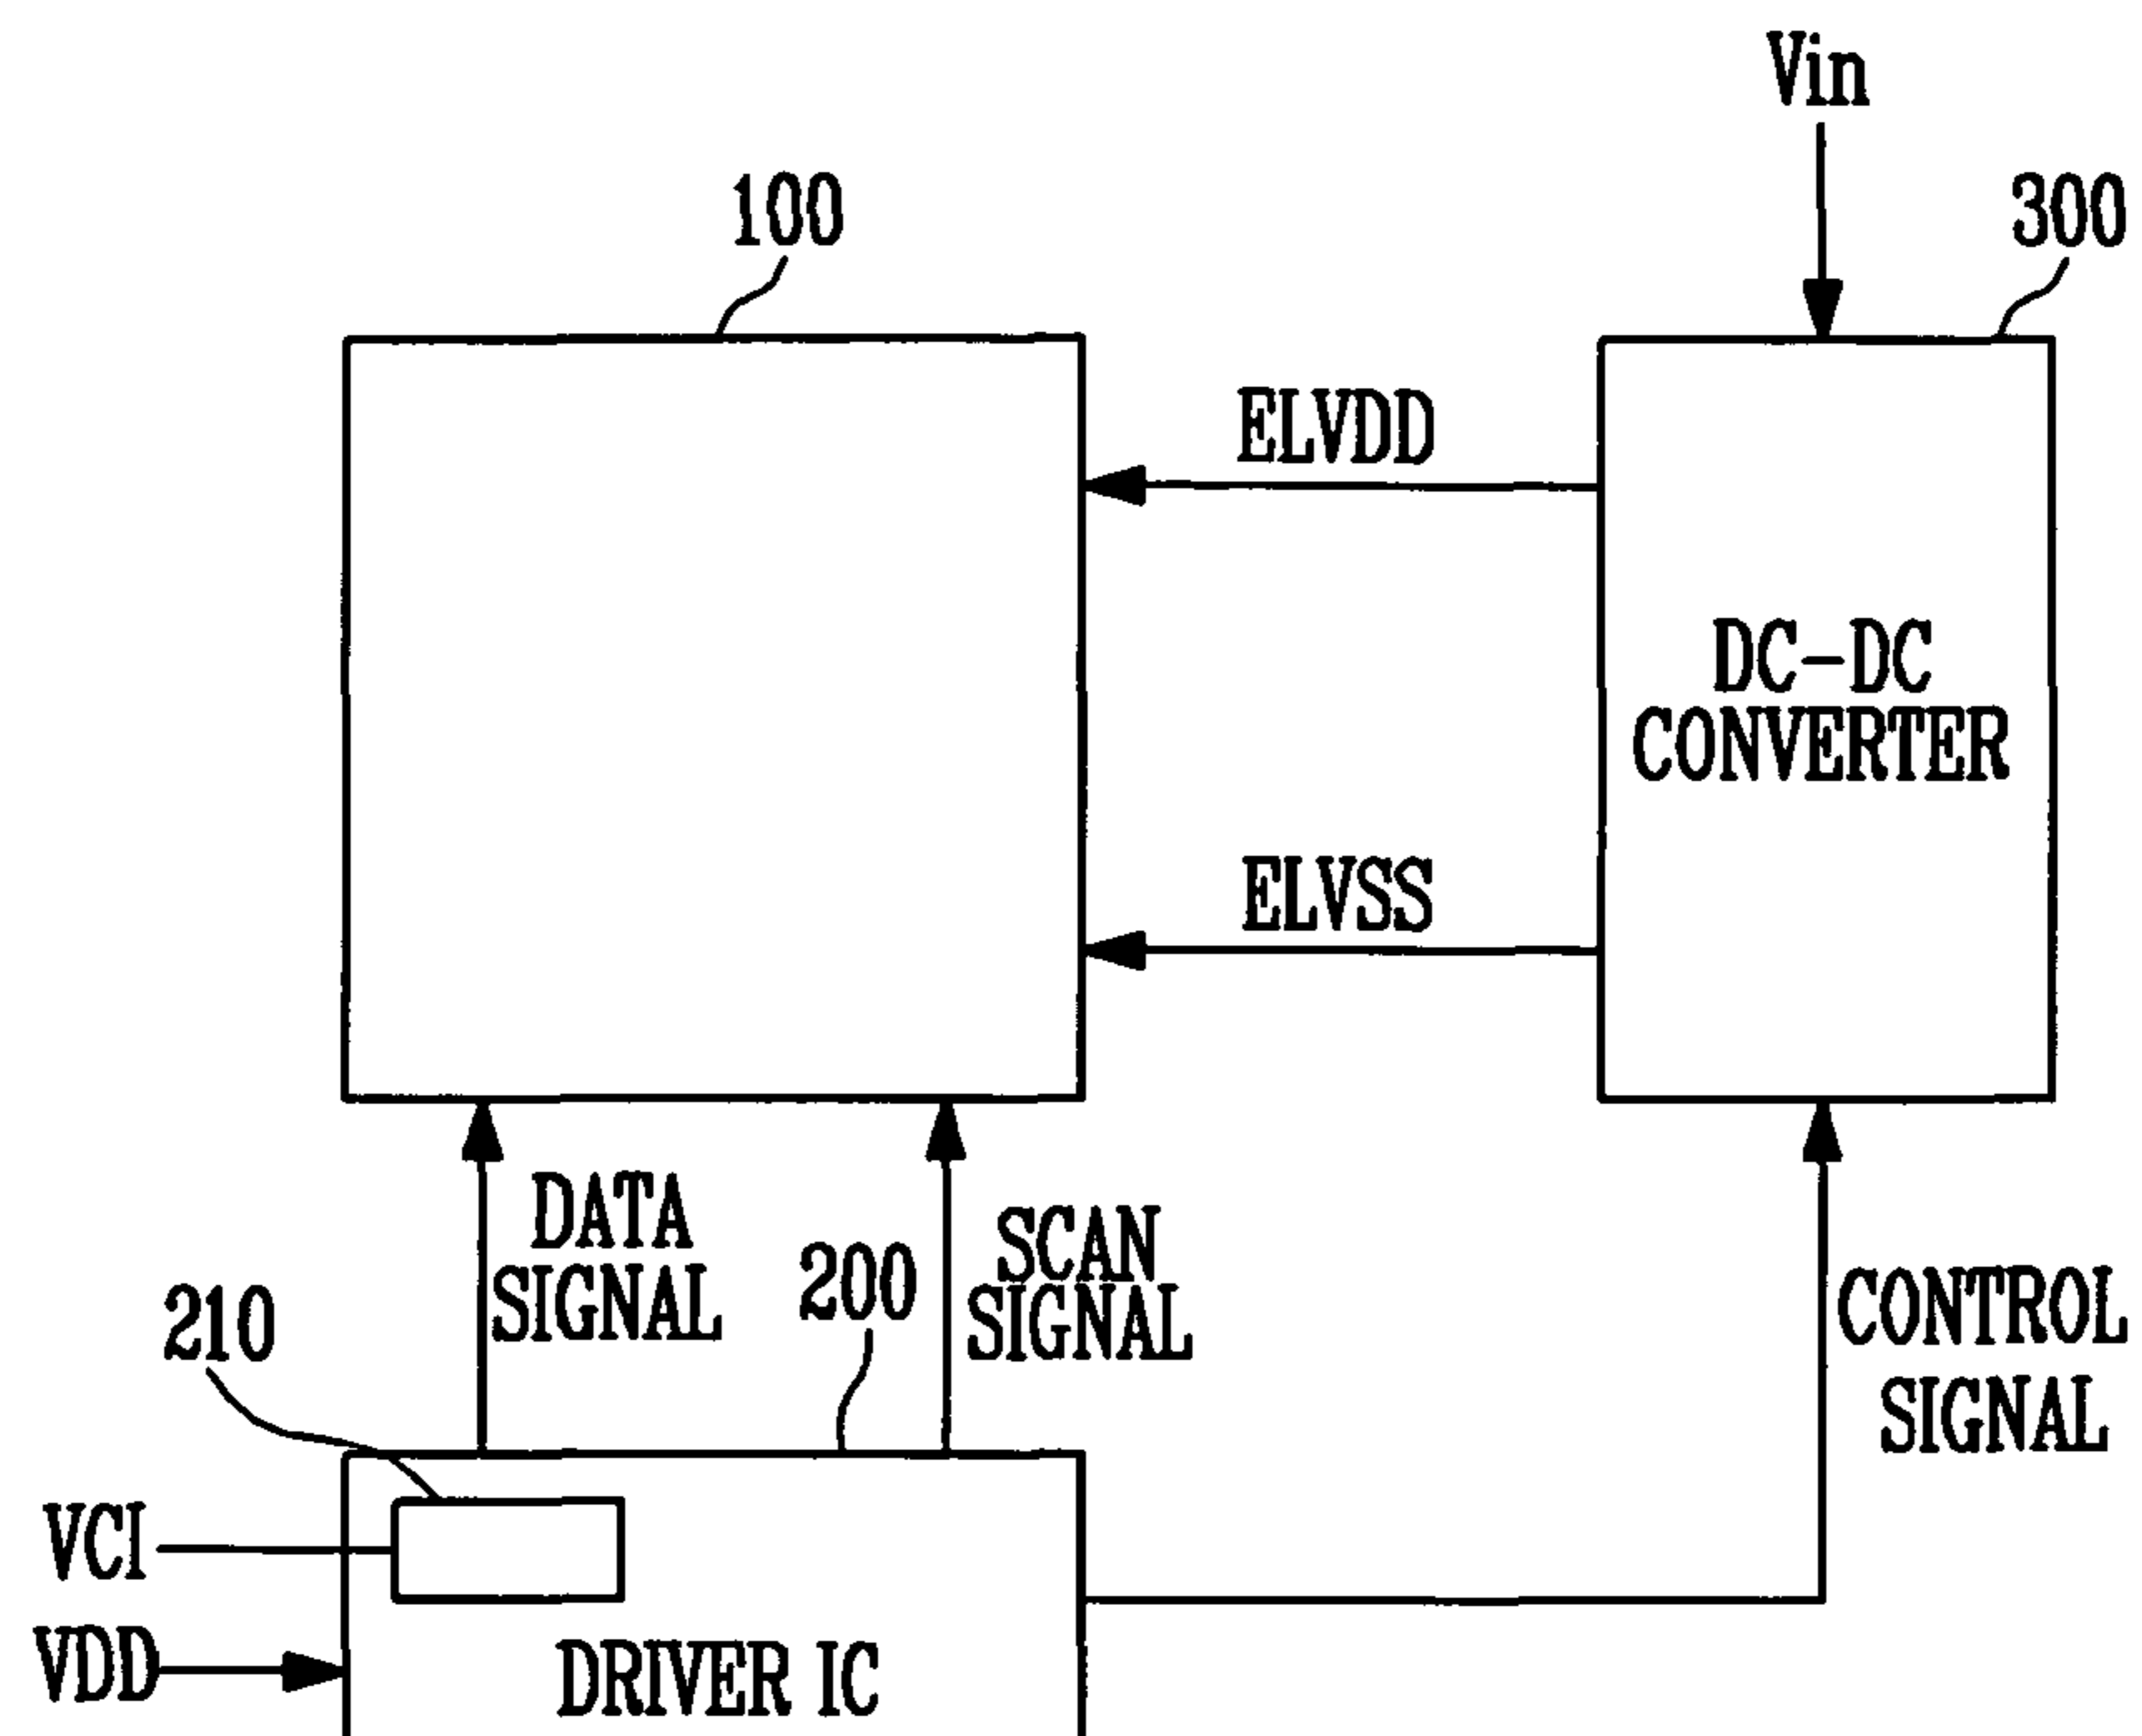 Vin
100
300
ELVDD
DC-DC
CONVERTER
ELVSS
DATA
SIGNAL
200
SCAN
SIGNAL
210
CONTROL
SIGNAL
VCI
VDD
DRIVER IC